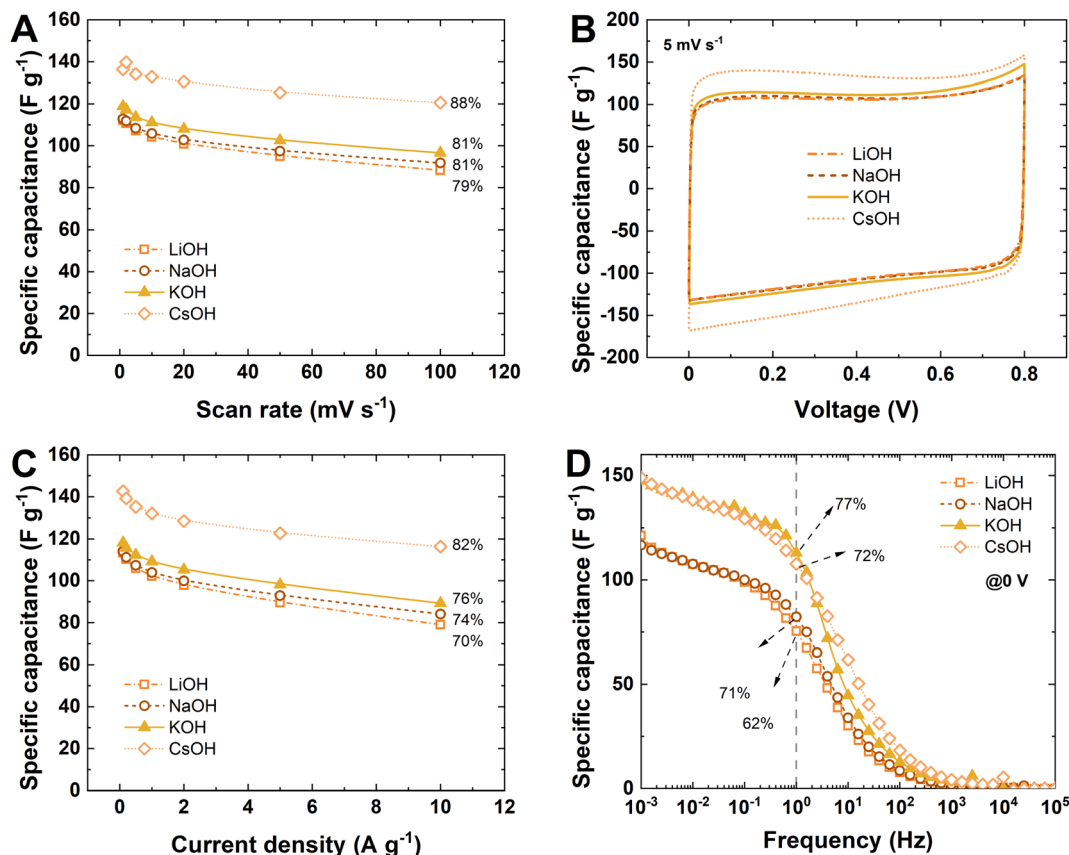 A
Specific capacitance (F g⁻¹)
160
140
120
100
80
60
40
20
0
88%
81%
81%
79%
LiOH
NaOH
KOH
CsOH
0 20 40 60 80 100 120
Scan rate (mV s⁻¹)
B
Specific capacitance (F g⁻¹)
200
150
100
50
0
-50
-100
-150
-200
5 mV s⁻¹
LiOH
NaOH
KOH
CsOH
0 0.2 0.4 0.6 0.8
Voltage (V)
C
Specific capacitance (F g⁻¹)
160
140
120
100
80
60
40
20
0
82%
76%
74%
70%
LiOH
NaOH
KOH
CsOH
0 2 4 6 8 10 12
Current density (A g⁻¹)
D
Specific capacitance (F g⁻¹)
150
100
50
0
LiOH
NaOH
KOH
CsOH
@0 V
77%
72%
71%
62%
10⁻³ 10⁻² 10⁻¹ 10⁰ 10¹ 10² 10³ 10⁴ 10⁵
Frequency (Hz)